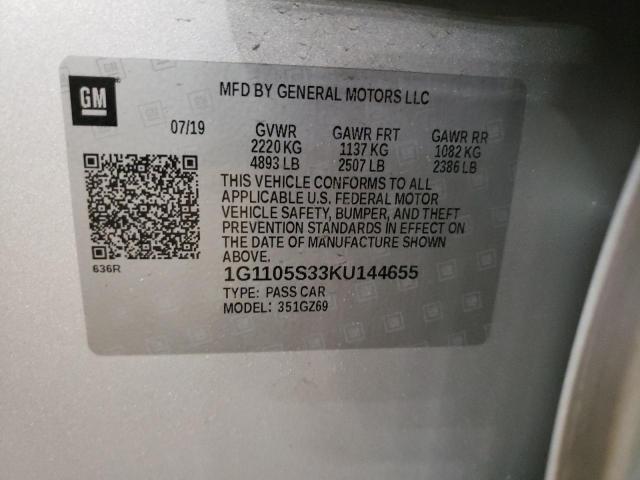 GM
MFD BY GENERAL MOTORS LLC
07/19 GVWR GAWR FRT GAWR RR
2220 KG 1137 KG 1082 KG
4893 LB 2507 LB 2386 LB
THIS VEHICLE CONFORMS TO ALL
APPLICABLE U.S. FEDERAL MOTOR
VEHICLE SAFETY, BUMPER, AND THEFT
PREVENTION STANDARDS IN EFFECT ON
THE DATE OF MANUFACTURE SHOWN
ABOVE.
636R
1G1105S33KU144655
TYPE: PASS CAR
MODEL: 351GZ69